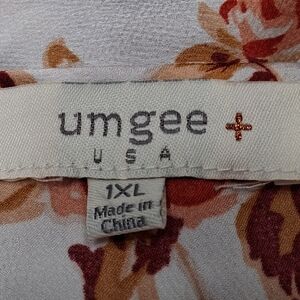 umgee +
USA
1XL
Made in
China